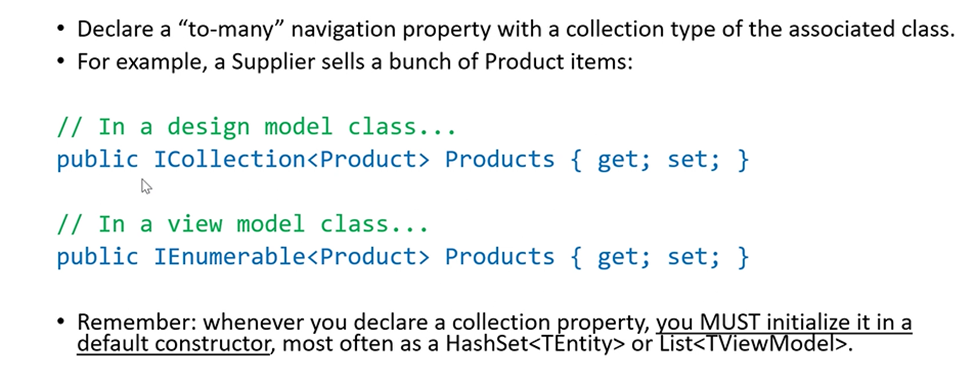 • Declare a “to-many” navigation property with a collection type of the associated class.
• For example, a Supplier sells a bunch of Product items:
// In a design model class...
public ICollection<Product> Products { get; set; }
// In a view model class...
public IEnumerable<Product> Products { get; set; }
• Remember: whenever you declare a collection property, you MUST initialize it in a
default constructor, most often as a HashSet<TEntity> or List<TViewModel>.